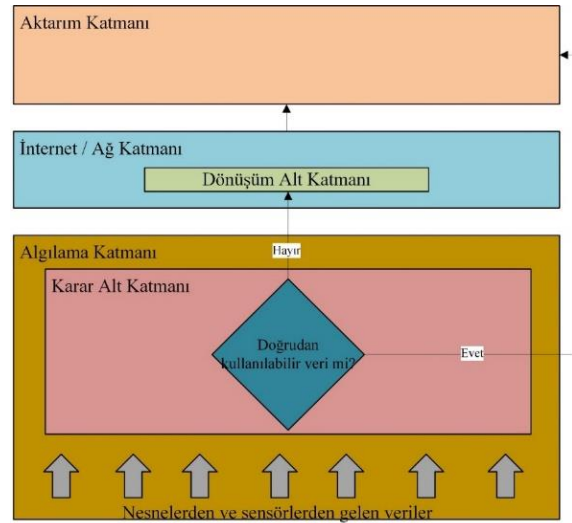 Aktarım Katmanı
İnternet / Ağ Katmanı
Dönüşüm Alt Katmanı
Algılama Katmanı
Hayır
Karar Alt Katmanı
Doğrudan
kullanılabilir veri mi?
Evet
Nesnelerden ve sensörlerden gelen veriler